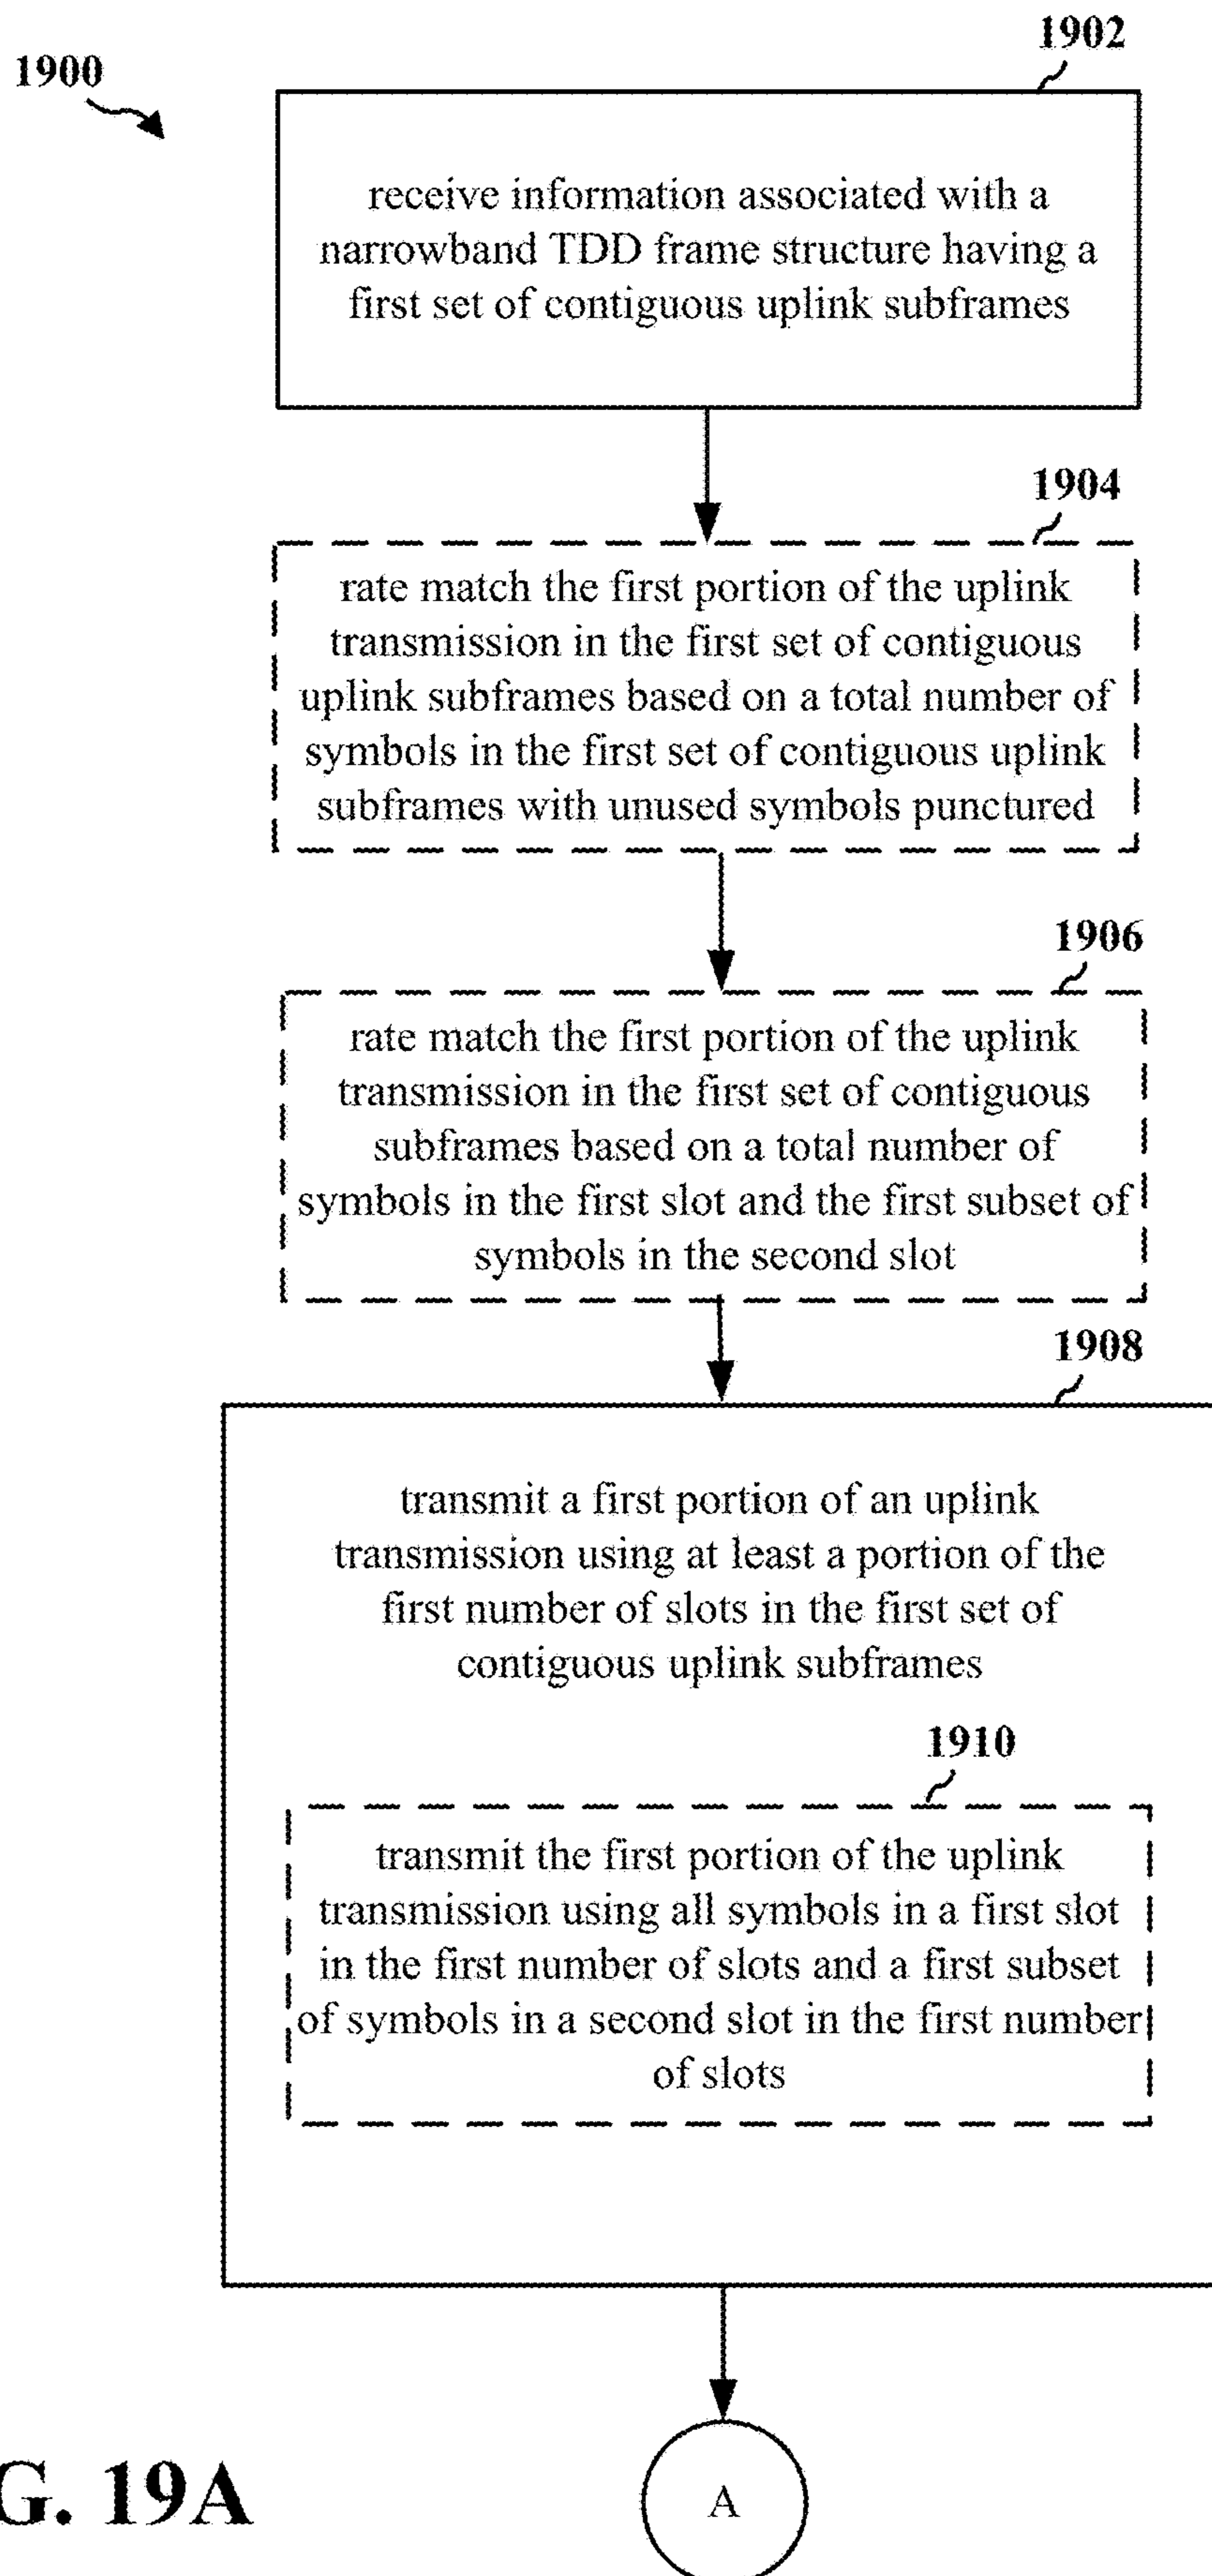 1900
1902
receive information associated with a
narrowband TDD frame structure having a
first set of contiguous uplink subframes
1904
rate match the first portion of the uplink
transmission in the first set of contiguous
uplink subframes based on a total number of
symbols in the first set of contiguous uplink
subframes with unused symbols punctured
1906
rate match the first portion of the uplink
transmission in the first set of contiguous
subframes based on a total number of
symbols in the first slot and the first subset of
symbols in the second slot
1908
transmit a first portion of an uplink
transmission using at least a portion of the
first number of slots in the first set of
contiguous uplink subframes
1910
transmit the first portion of the uplink
transmission using all symbols in a first slot
in the first number of slots and a first subset
of symbols in a second slot in the first number
of slots
G. 19A
A